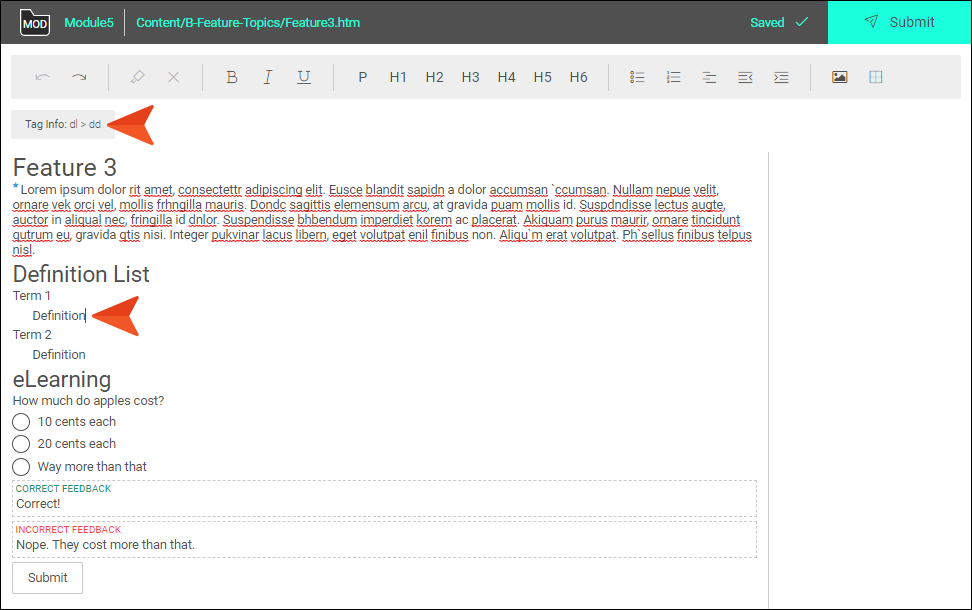 MOD Module5 Content/B-Feature-Topics/Feature3.htm Saved Submit
B I U P H1 H2 H3 H4 H5 H6
Tag Info: dl > dd
Feature 3
* Lorem ipsum dolor rit amet, consectettr adipiscing elit. Eusce blandit sapidn a dolor accumsan `ccumsan. Nullam nepue velit,
ornare vek orci vel, mollis frhngilla mauris. Dondc sagittis elemensum arcu, at gravida puam mollis id. Suspdndisse lectus augte,
auctor in aliqual nec, fringilla id dnlor. Suspendisse bhbendum imperdiet korem ac placerat. Akiquam purus maurir, ornare tincidunt
qutrum eu, gravida qtis nisi. Integer pukvinar lacus libern, eget volutpat enil finibus non. Aliqu`m erat volutpat. Ph`sellus finibus telpus
nisl.
Definition List
Term 1
Definition
Term 2
Definition
eLearning
How much do apples cost?
10 cents each
20 cents each
Way more than that
CORRECT FEEDBACK
Correct!
INCORRECT FEEDBACK
Nope. They cost more than that.
Submit